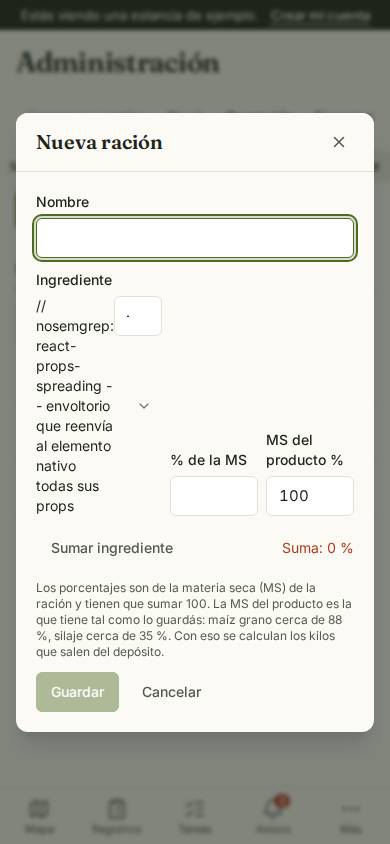 Estás viendo una estancia de ejemplo. Crear mi cuenta
Administración
Nueva ración
Nombre
Ingrediente
//
nosemgrep:
react-
props-
spreading -
- envoltorio
que reenvía
al elemento
nativo
todas sus
props
% de la MS
MS del
producto %
100
Sumar ingrediente
Suma: 0 %
Los porcentajes son de la materia seca (MS) de la
ración y tienen que sumar 100. La MS del producto es la
que tiene tal como lo guardás: maíz grano cerca de 88
%, silaje cerca de 35 %. Con eso se calculan los kilos
que salen del depósito.
Guardar
Cancelar
Mapa
Registros
Tareas
Avisos
Más